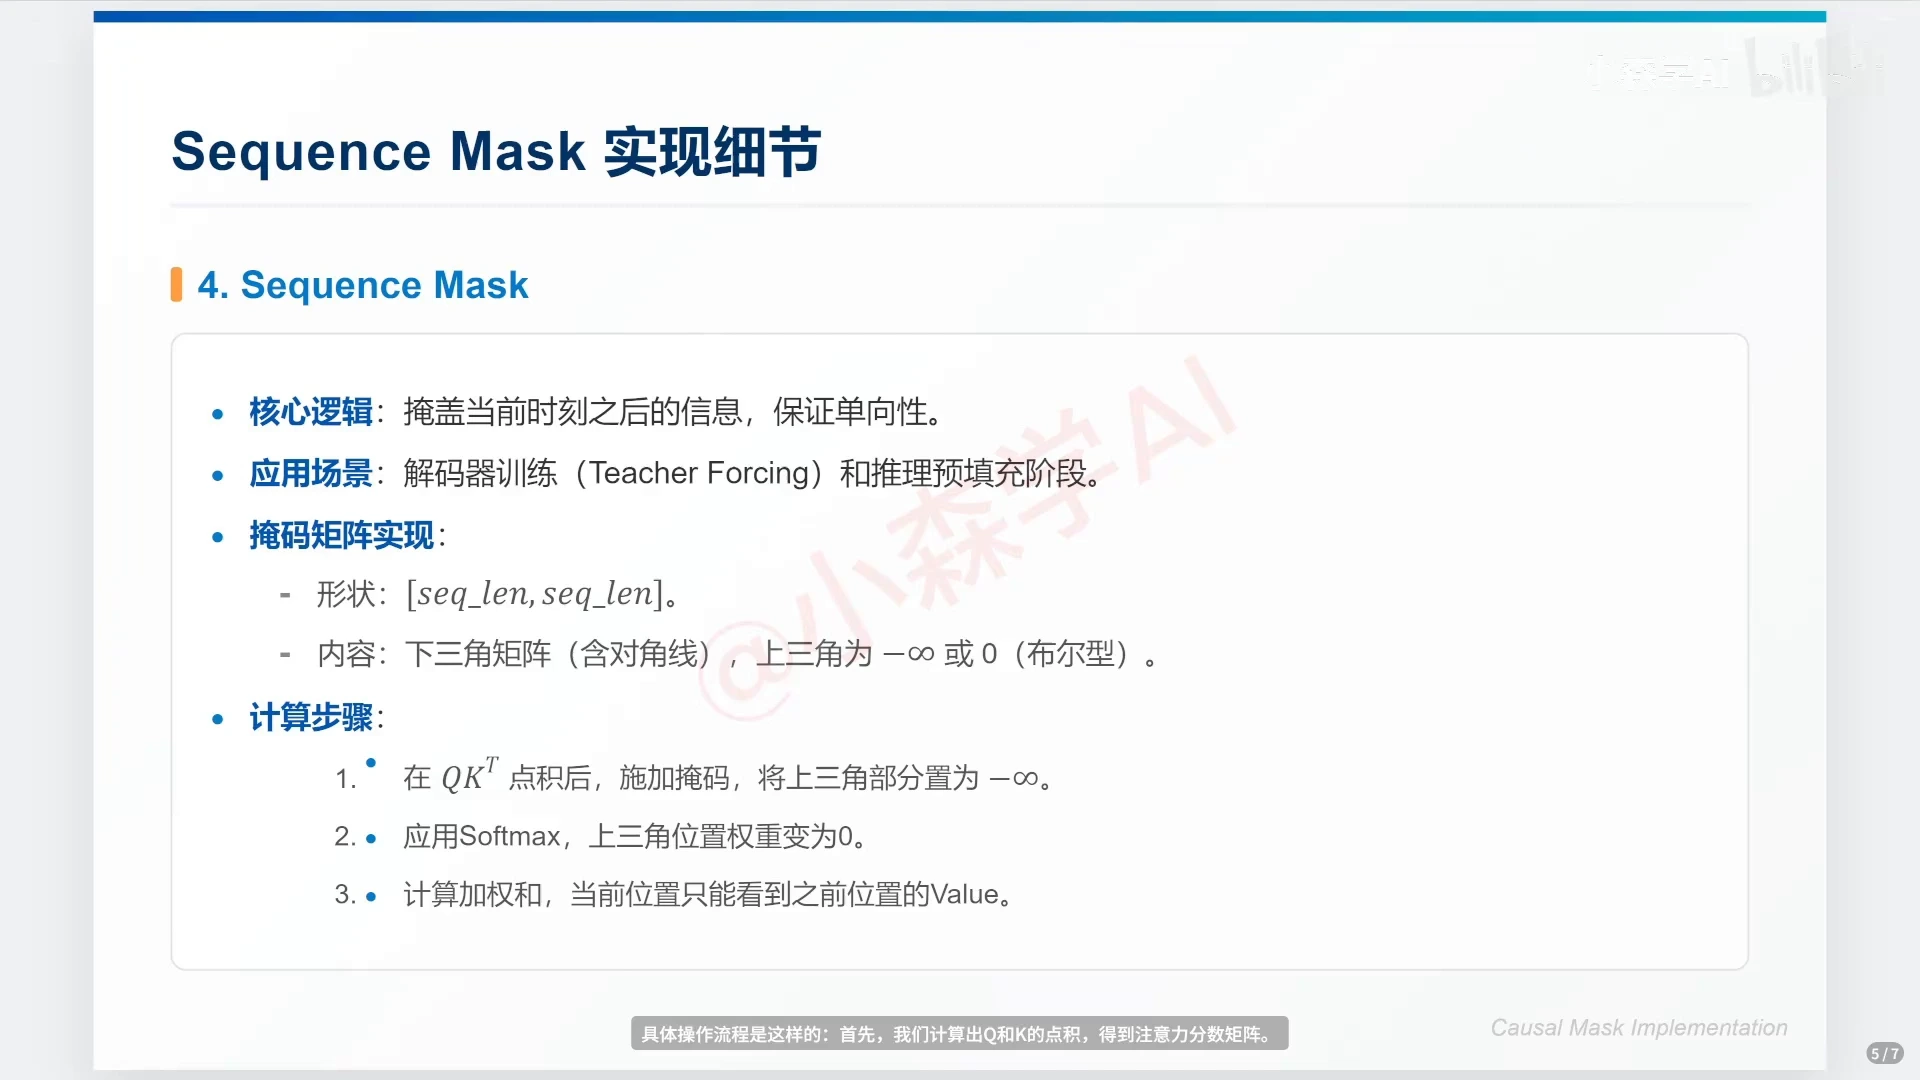 小森学AI bilibili
Sequence Mask 实现细节
4. Sequence Mask
@小森学AI
• 核心逻辑：掩盖当前时刻之后的信息，保证单向性。
• 应用场景：解码器训练（Teacher Forcing）和推理预填充阶段。
• 掩码矩阵实现：
- 形状：[seq_len, seq_len]。
- 内容：下三角矩阵（含对角线），上三角为 −∞ 或 0（布尔型）。
• 计算步骤：
1. • 在 QK^T 点积后，施加掩码，将上三角部分置为 −∞。
2. • 应用Softmax，上三角位置权重变为0。
3. • 计算加权和，当前位置只能看到之前位置的Value。
具体操作流程是这样的：首先，我们计算出Q和K的点积，得到注意力分数矩阵。
Causal Mask Implementation
5 / 7